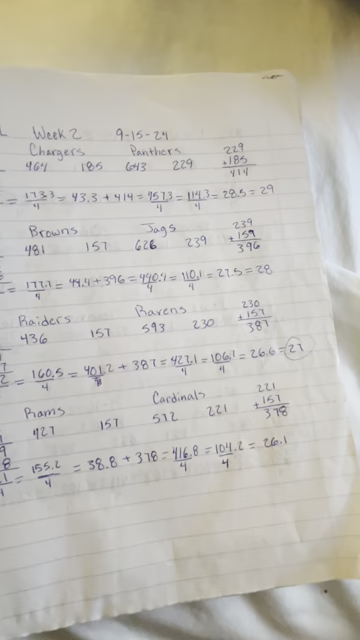 Week 2 9-15-24
Chargers Panthers 229
464 185 643 229 +185
414
= 173.3/4 = 43.3 + 414 = 457.3/4 = 114.3/4 = 28.5 = 29
Browns Jags 239
481 157 626 239 +157
396
= 177.7/4 = 44.4 + 396 = 440.4/4 = 110.1/4 = 27.5 = 28
Raiders Ravens 230
436 157 593 230 +157
387
= 160.5/4 = 401.2 + 387 = 427.1/4 = 106.1/4 = 26.6 = 27
Rams Cardinals 221
427 157 572 221 +157
378
= 155.2/4 = 38.8 + 378 = 416.8/4 = 104.2/4 = 26.1